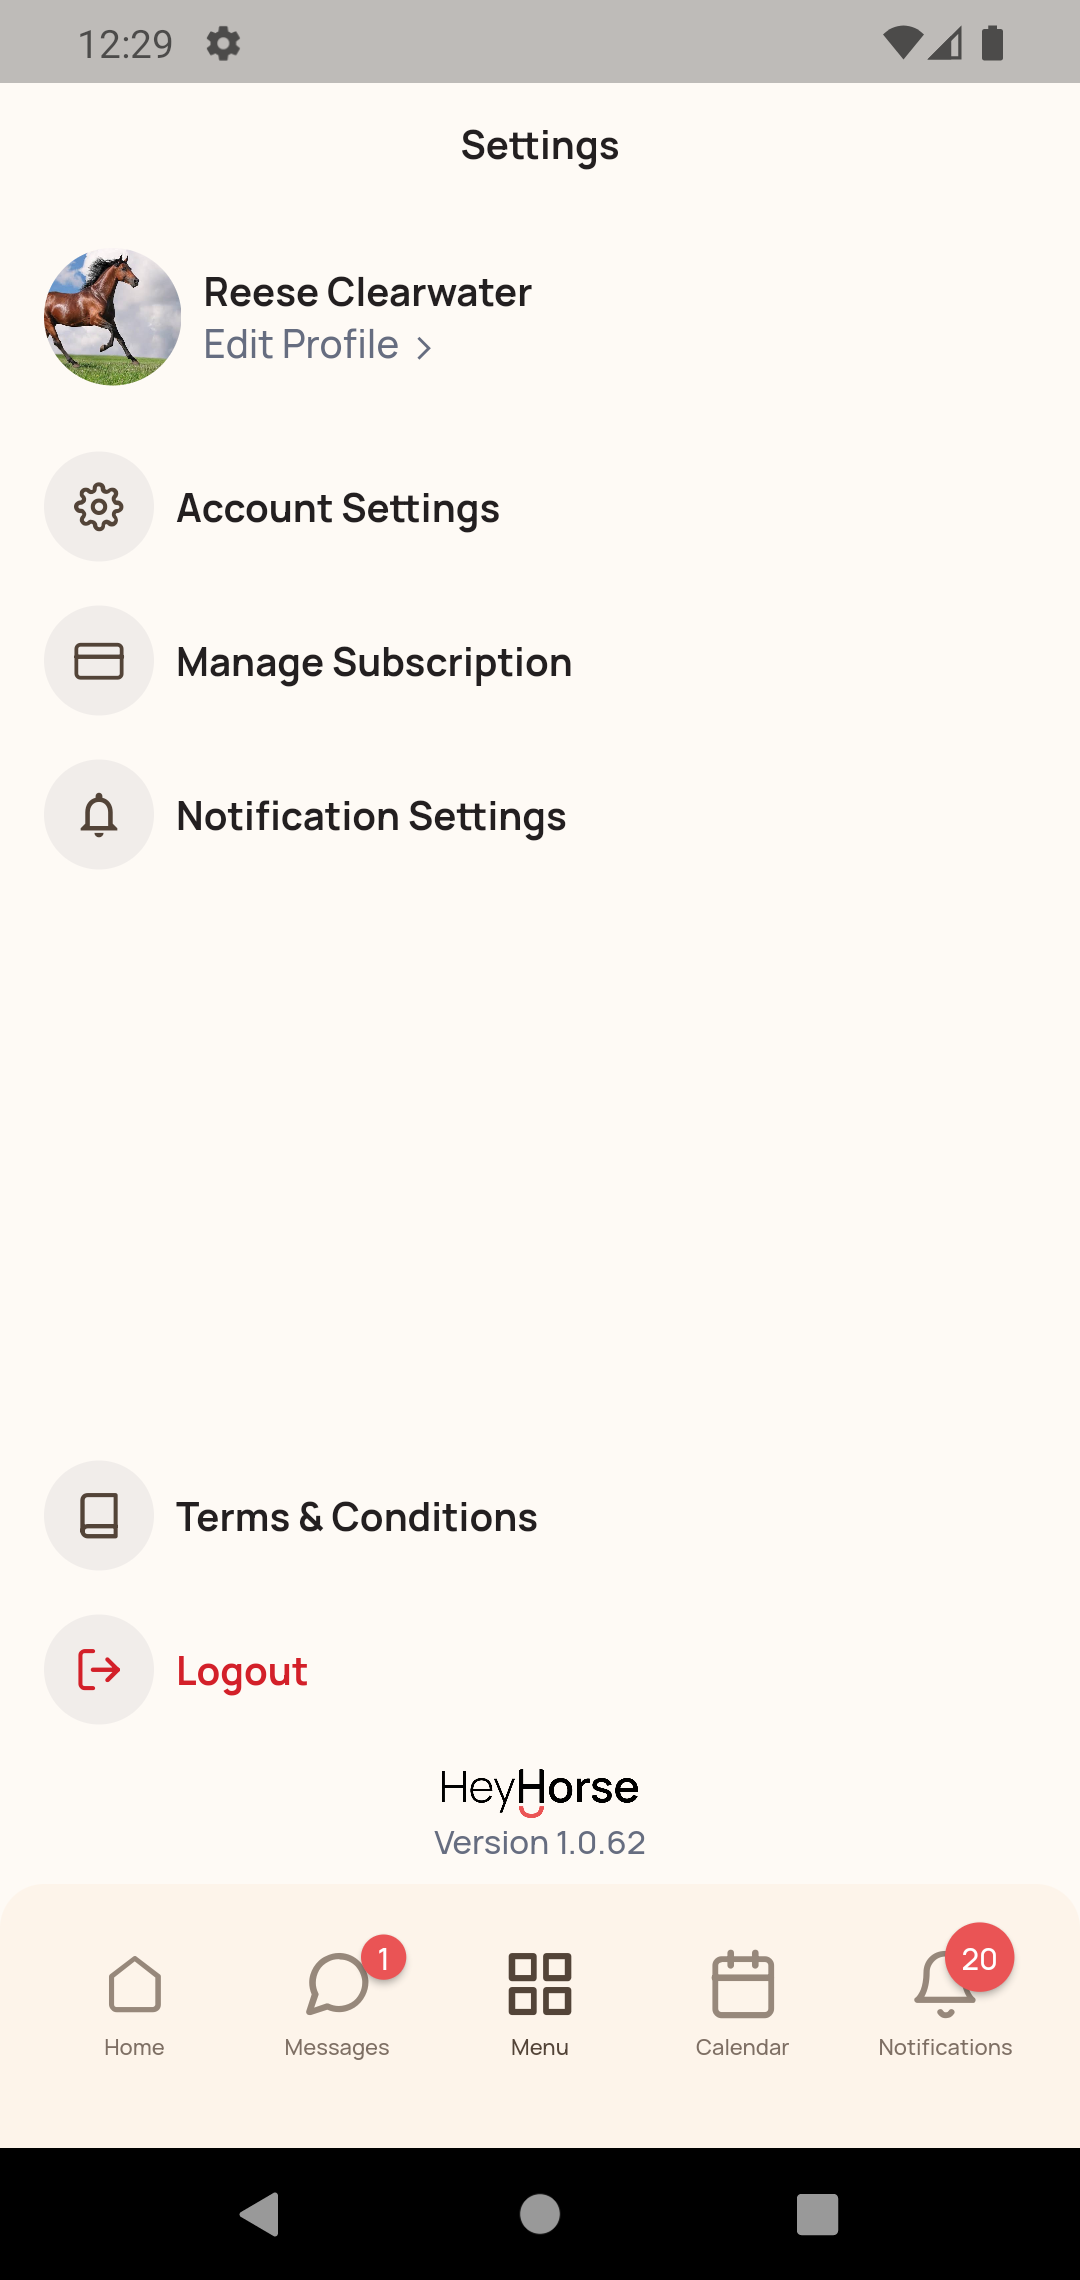 12:29
Settings
Reese Clearwater
Edit Profile
Account Settings
Manage Subscription
Notification Settings
Terms & Conditions
Logout
HeyHorse
Version 1.0.62
1
20
Home
Messages
Menu
Calendar
Notifications